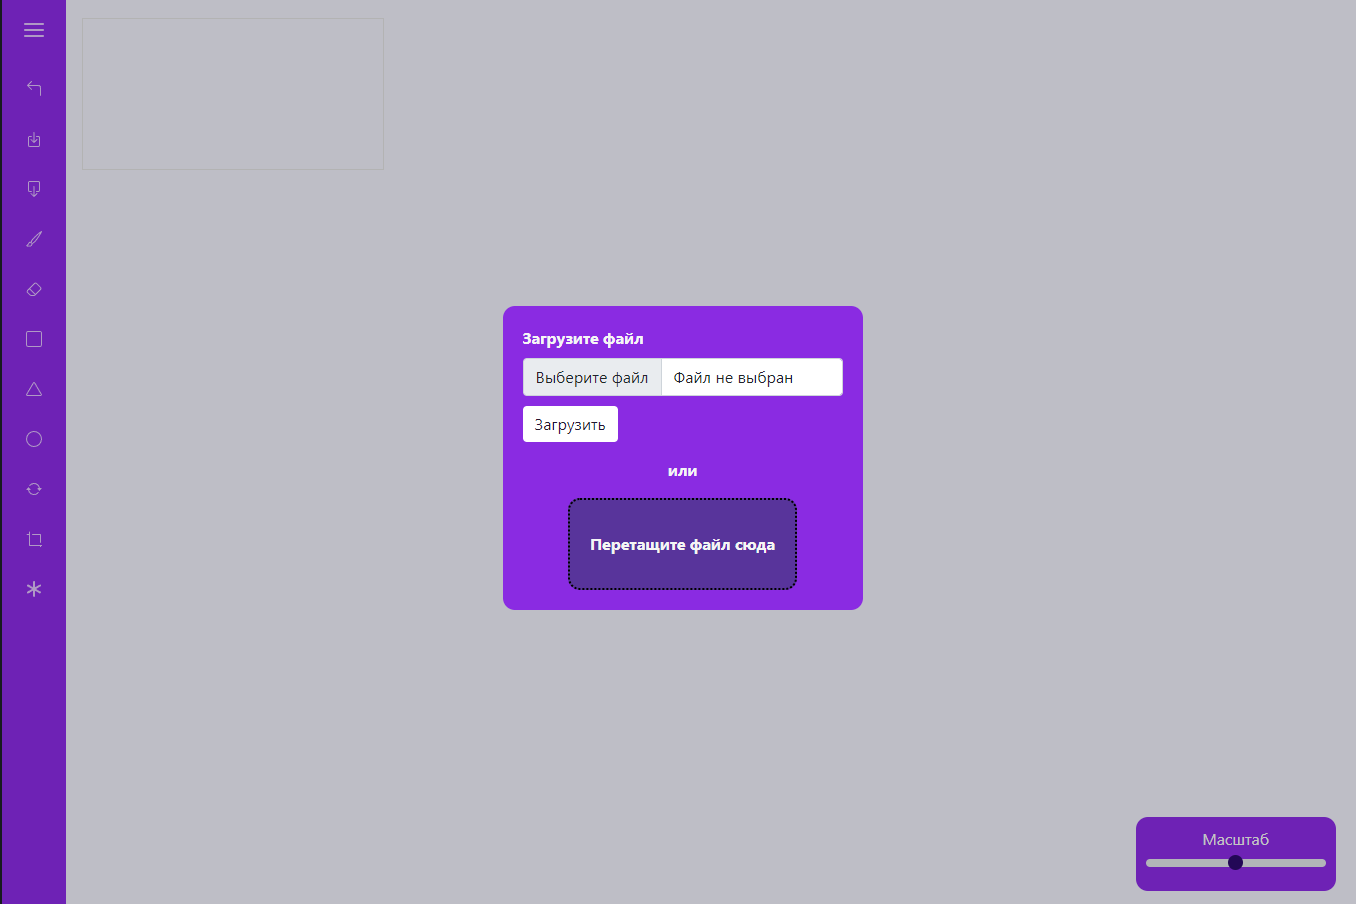 Загрузите файл
Выберите файл Файл не выбран
Загрузить
или
Перетащите файл сюда
Масштаб